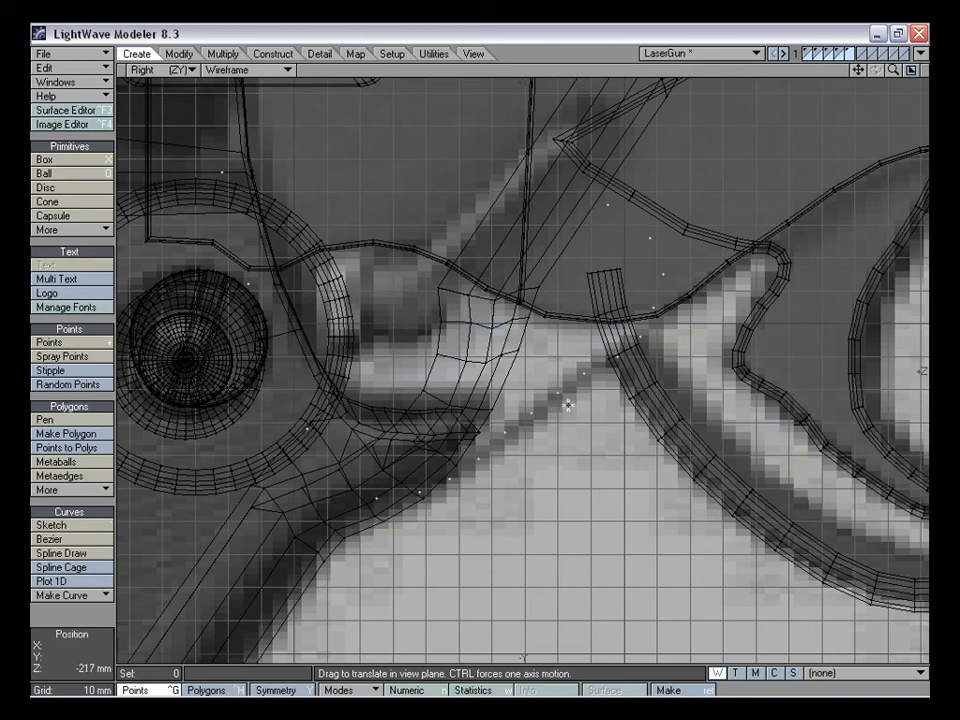 LightWave Modeler 8.3
File
Edit
Windows
Help
Surface Editor F3
Image Editor F4
Create Modify Multiply Construct Detail Map Setup Utilities View LaserGun * 1
Right (ZY) Wireframe
Primitives
Box X
Ball O
Disc
Cone
Capsule
More
Text
Text
Multi Text
Logo
Manage Fonts
Points
Points +
Spray Points
Stipple
Random Points
Polygons
Pen
Make Polygon
Points to Polys
Metaballs
Metaedges
More
Curves
Sketch
Bezier
Spline Draw
Spline Cage
Plot 1D
Make Curve
Position
X:
Y:
Z: -217 mm
Grid: 10 mm
Z
Y
Sel: 0 Drag to translate in view plane. CTRL forces one axis motion. W T M C S (none)
Points ^G Polygons ^H Symmetry Y Modes Numeric n Statistics w Info Surface Make ret